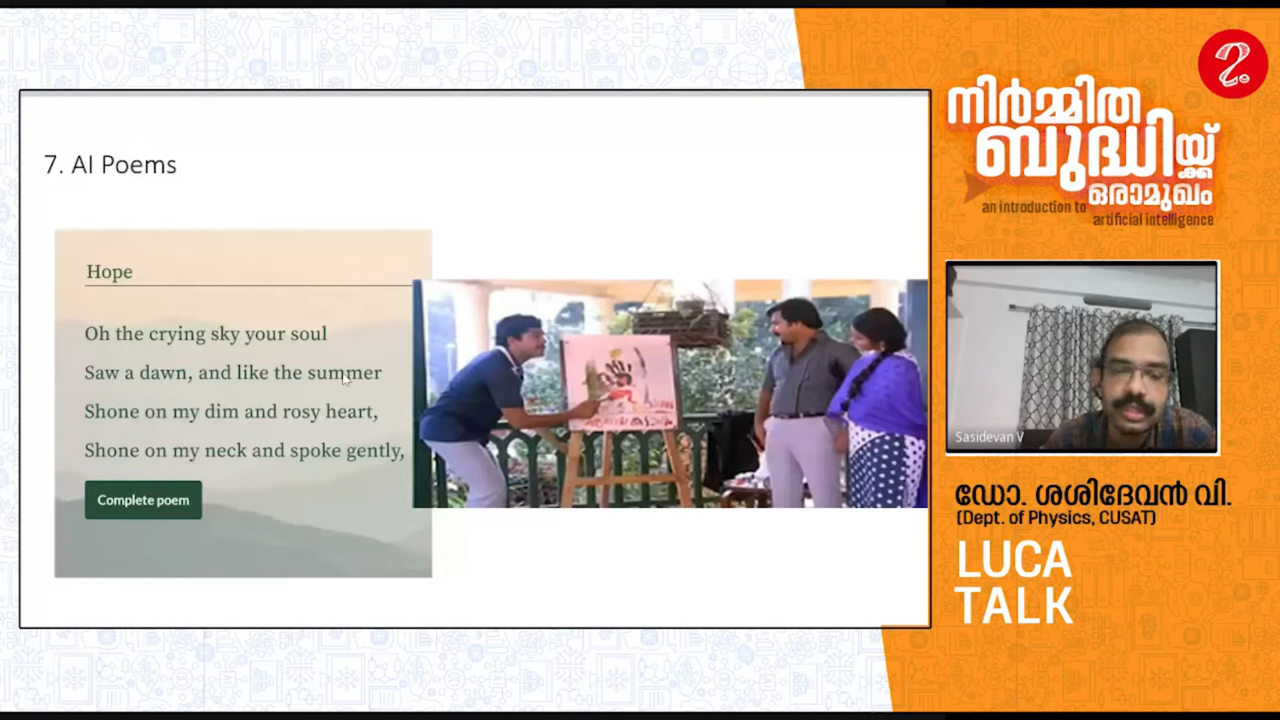 7. AI Poems
Hope
Oh the crying sky your soul
Saw a dawn, and like the summer
Shone on my dim and rosy heart,
Shone on my neck and spoke gently,
Complete poem
നിർമ്മിത
ബുദ്ധിയ്ക്ക്
ഒരാമുഖം
an introduction to
artificial intelligence
Sasidevan V
ഡോ. ശശിദേവൻ വി.
(Dept. of Physics, CUSAT)
LUCA
TALK